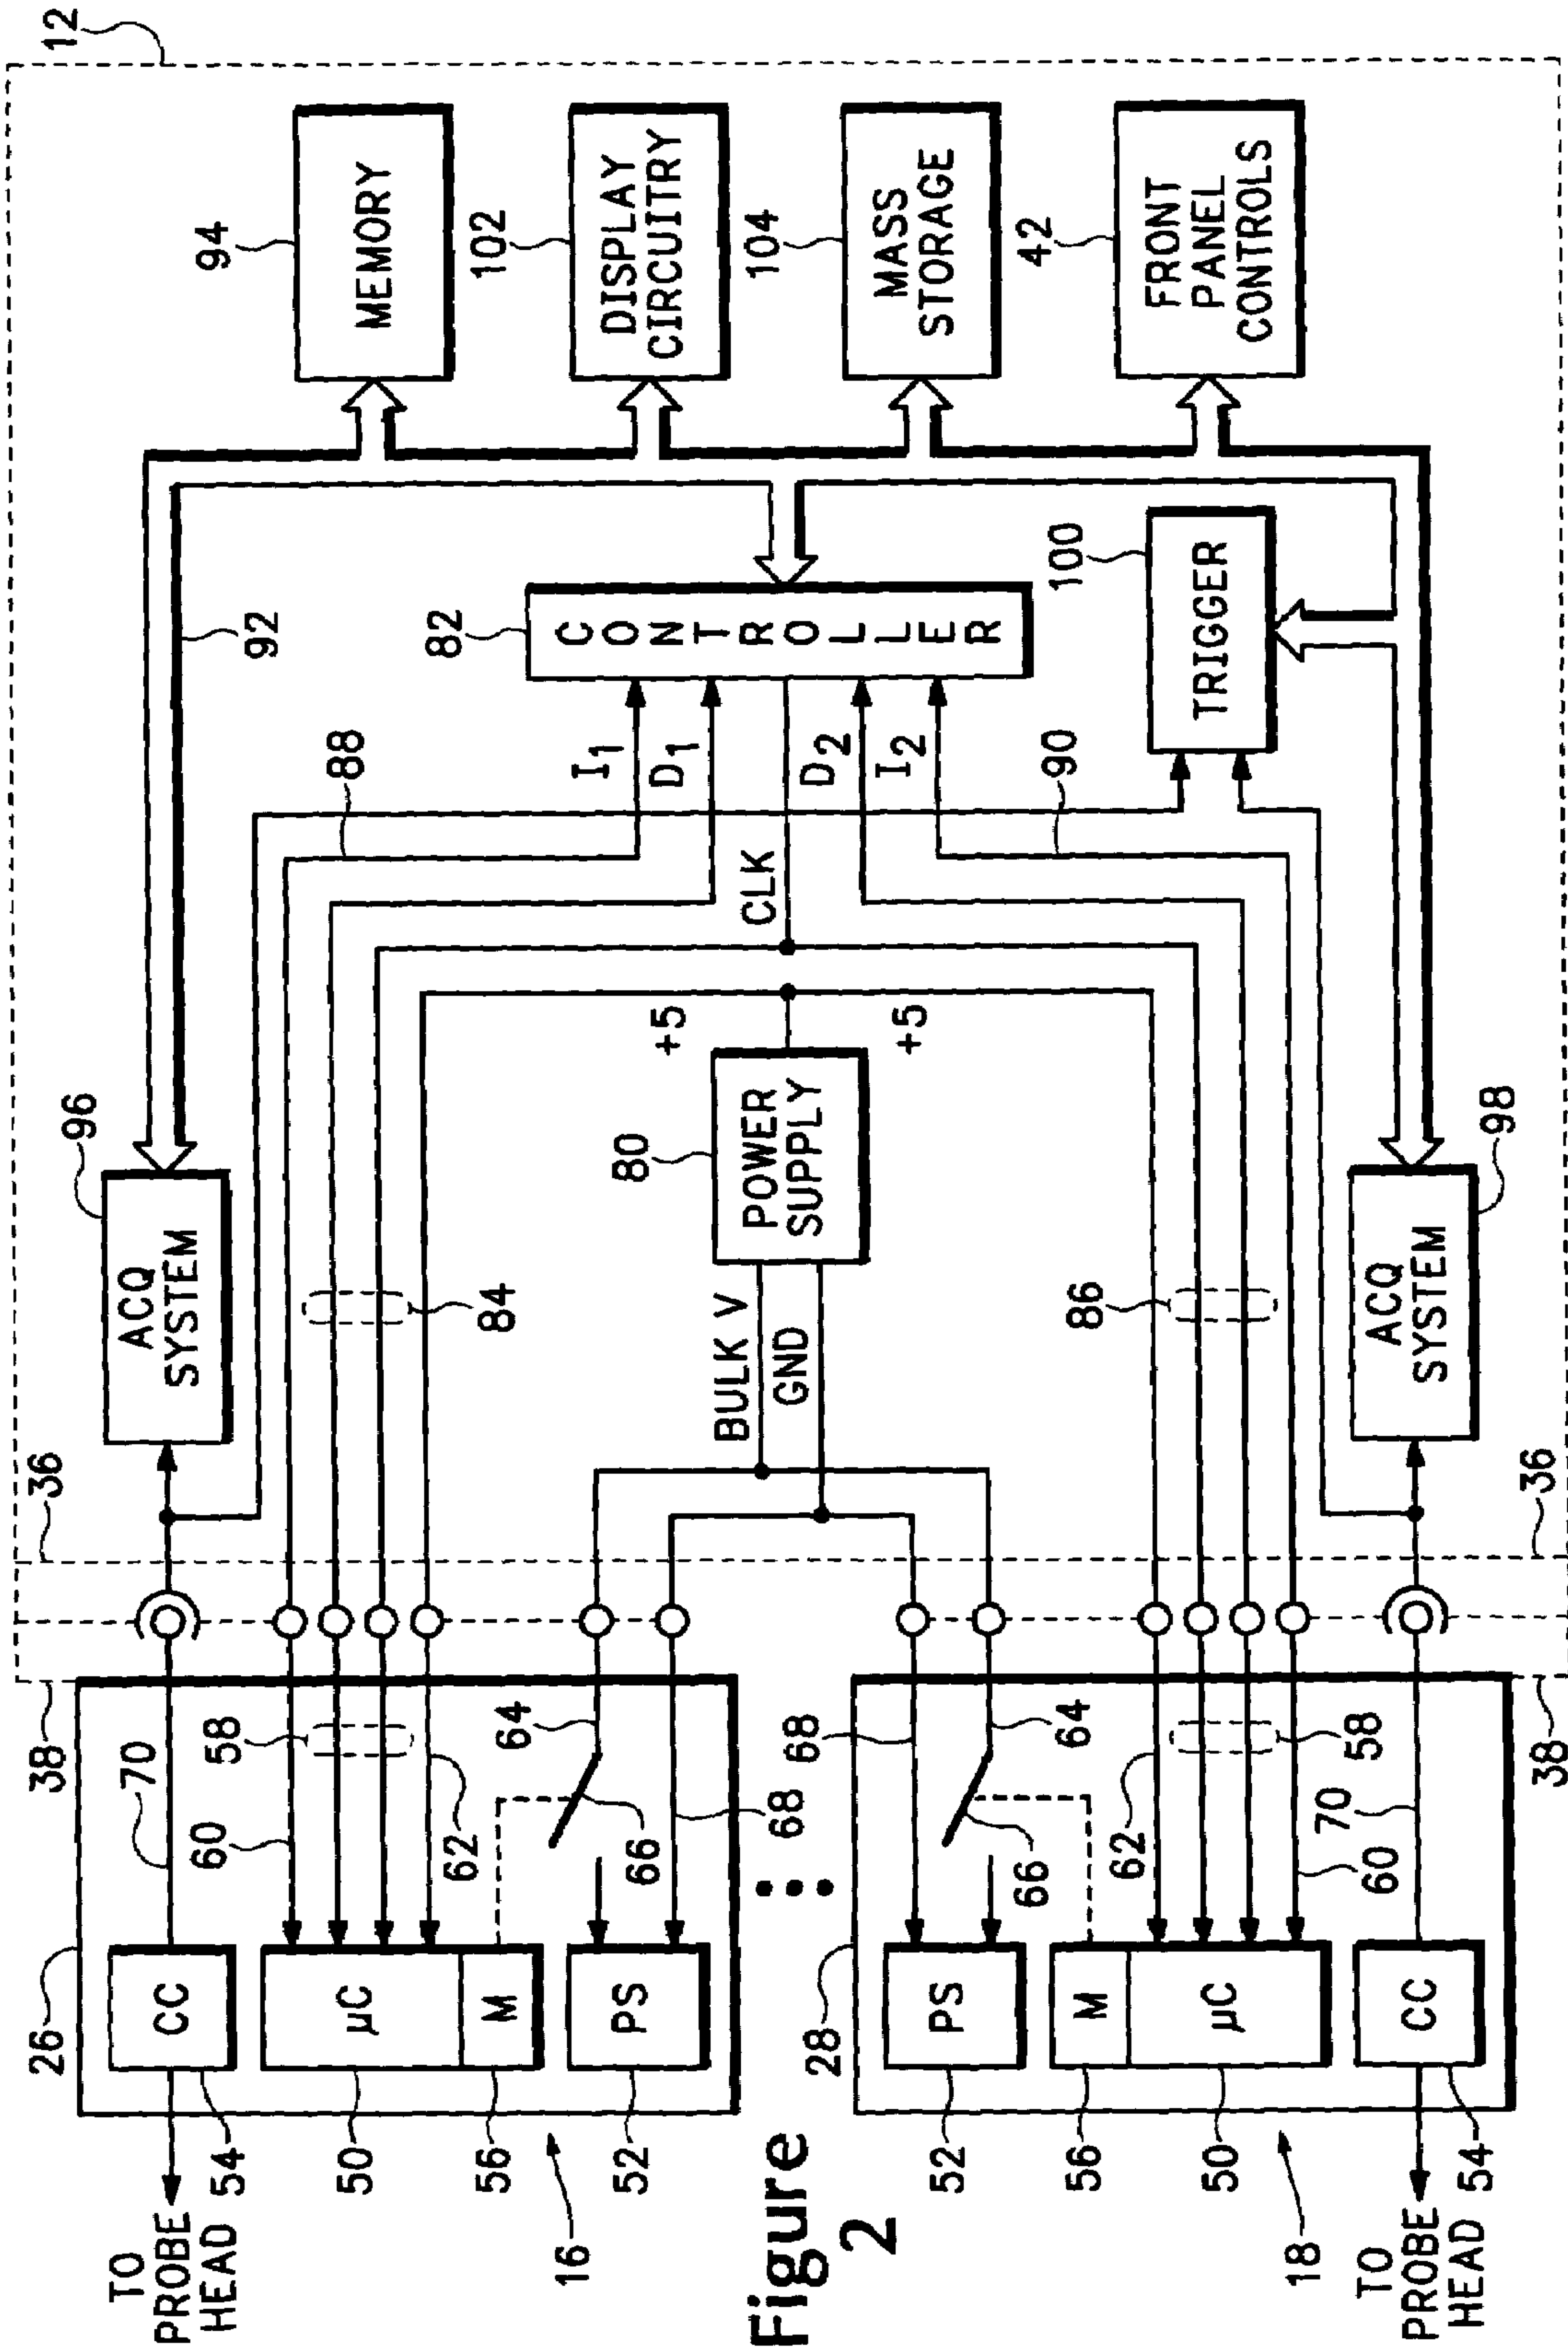 12
94
MEMORY
102
DISPLAY
CIRCUITRY
104
MASS
STORAGE
42
FRONT
PANEL
CONTROLS
92
82
CONTROLLER
100
TRIGGER
88
I1
D1
D2
I2
90
CLK
+5
+5
96
ACQ
SYSTEM
80
POWER
SUPPLY
98
ACQ
SYSTEM
84
BULK V
GND
86
36
36
38
38
70
58
60
62
64
66
68
68
64
66
62
58
60
70
26
CC
µC
M
PS
28
PS
M
µC
CC
54
50
56
52
52
56
50
54
16
18
TO
PROBE
HEAD
TO
PROBE
HEAD
Figure
2